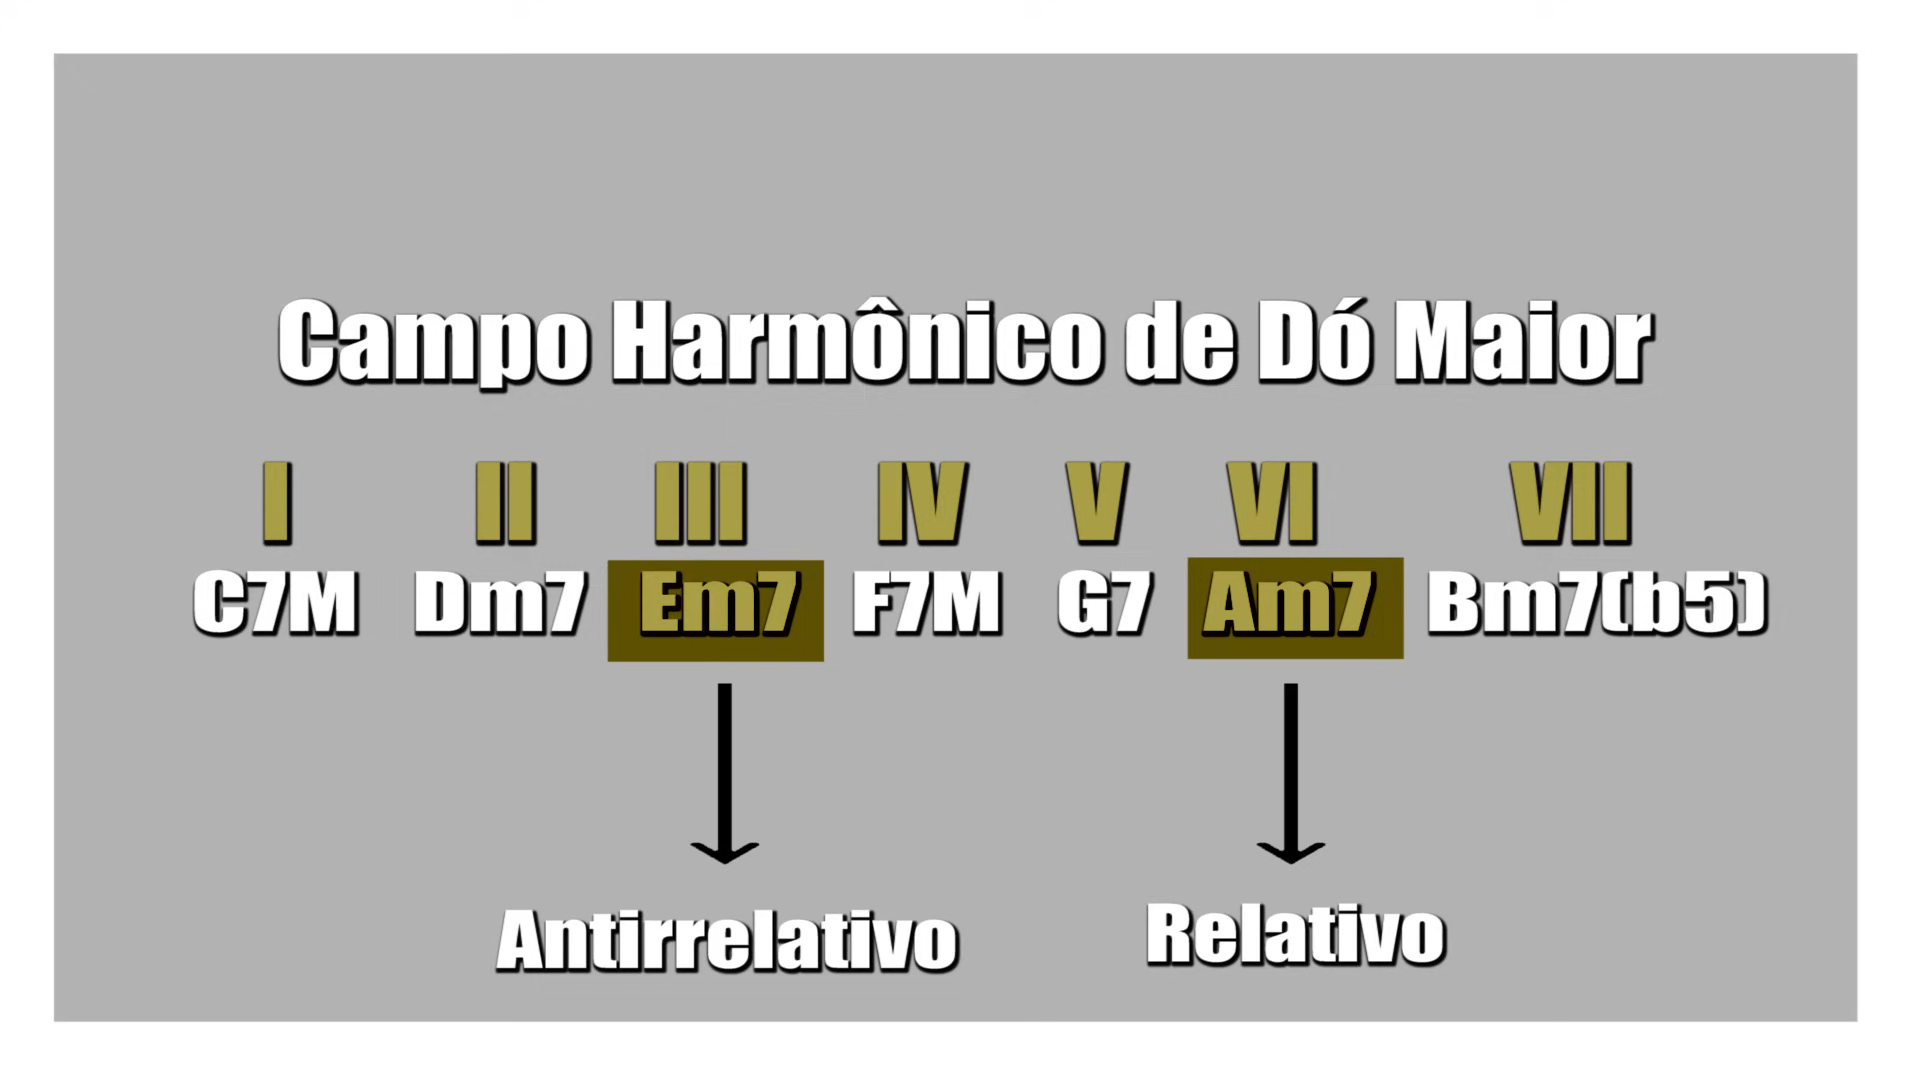 Campo Harmônico de Dó Maior
I II III IV V VI VII
C7M Dm7 Em7 F7M G7 Am7 Bm7(b5)
Antirrelativo Relativo